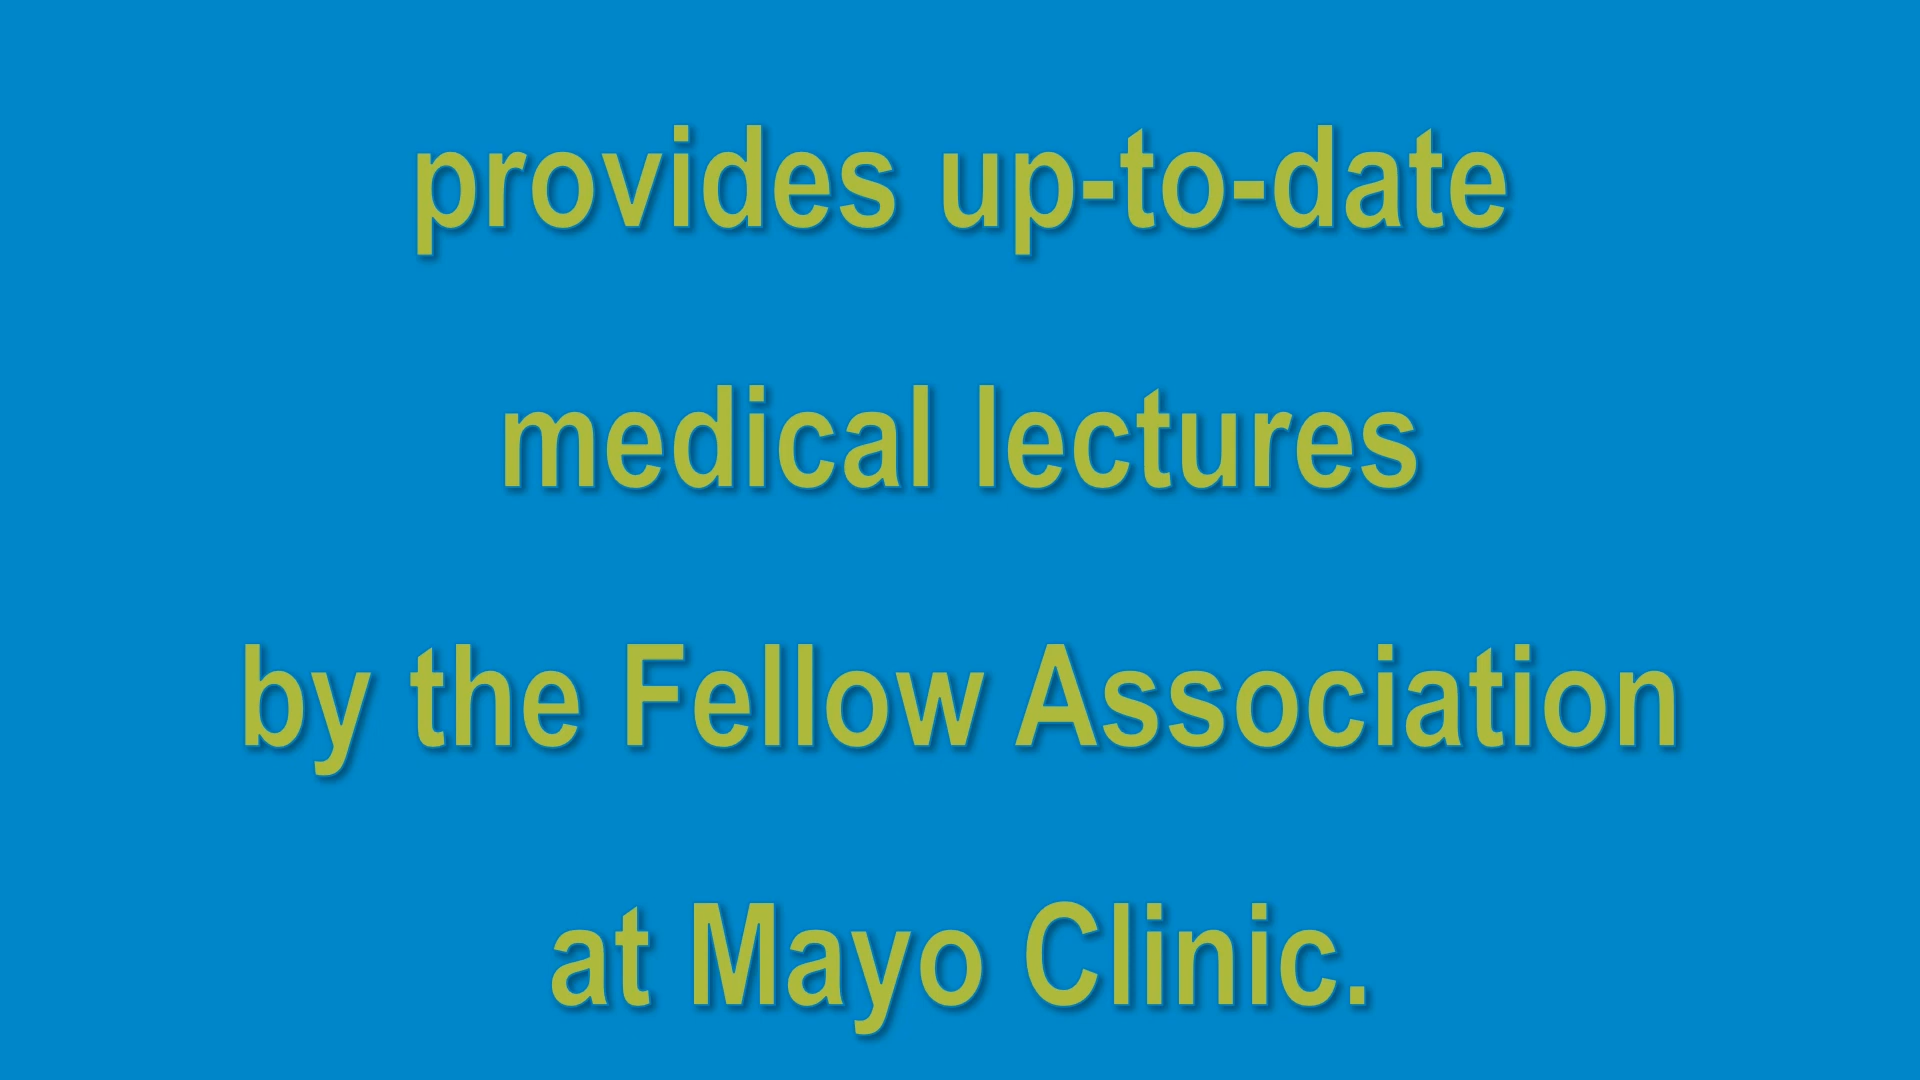 provides up-to-date
medical lectures
by the Fellow Association
at Mayo Clinic.